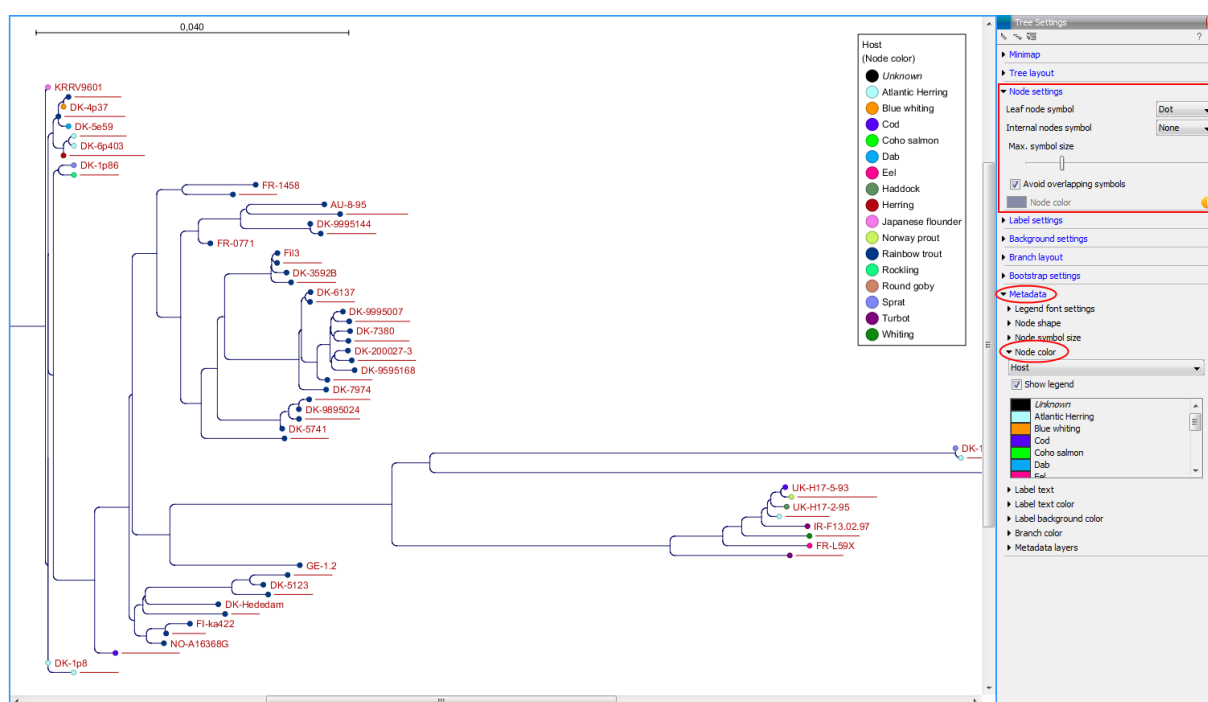 0,040
KRRV9601
DK-4p37
DK-5e59
DK-6p403
DK-1p86
FR-1458
AU-8-95
DK-9995144
FR-0771
Fil3
DK-3592B
DK-6137
DK-9995007
DK-7380
DK-200027-3
DK-9595168
DK-7974
DK-9895024
DK-5741
DK-1
UK-H17-5-93
UK-H17-2-95
IR-F13.02.97
FR-L59X
GE-1.2
DK-5123
DK-Hededam
FI-ka422
NO-A16368G
DK-1p8
Host
(Node color)
Unknown
Atlantic Herring
Blue whiting
Cod
Coho salmon
Dab
Eel
Haddock
Herring
Japanese flounder
Norway prout
Rainbow trout
Rockling
Round goby
Sprat
Turbot
Whiting
Tree Settings
?
Minimap
Tree layout
Node settings
Leaf node symbol Dot
Internal nodes symbol None
Max. symbol size
Avoid overlapping symbols
Node color
Label settings
Background settings
Branch layout
Bootstrap settings
Metadata
Legend font settings
Node shape
Node symbol size
Node color
Host
Show legend
Unknown
Atlantic Herring
Blue whiting
Cod
Coho salmon
Dab
Eel
Label text
Label text color
Label background color
Branch color
Metadata layers